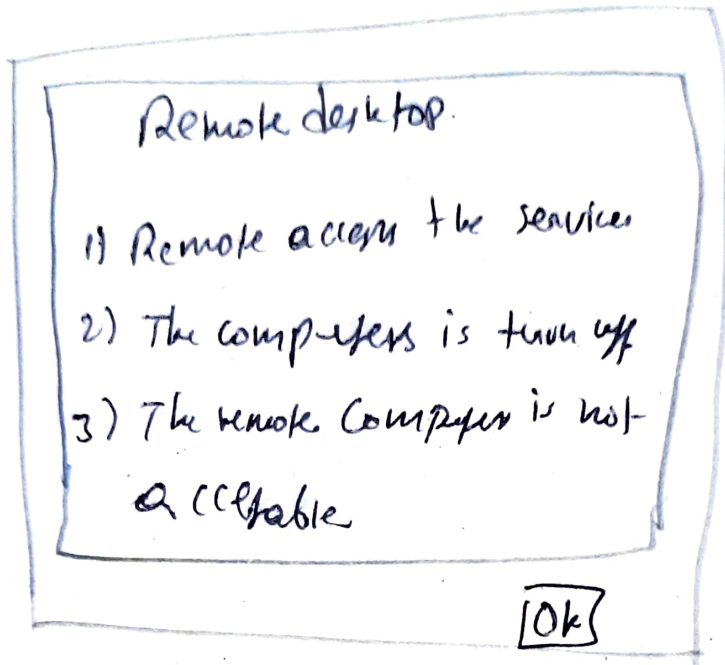 Remote desktop.
1) Remote access the services
2) The computers is turn off
3) The remote Computer is not
accetable
Ok